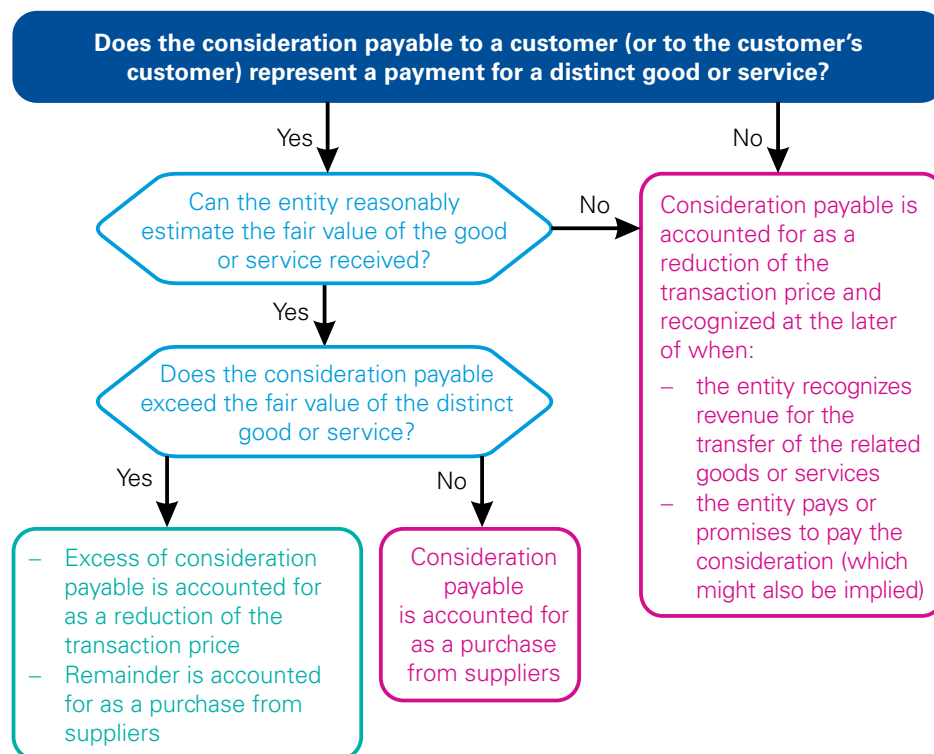 Does the consideration payable to a customer (or to the customer's
customer) represent a payment for a distinct good or service?
Yes
No
Can the entity reasonably
estimate the fair value of the good
or service received?
No
Yes
Consideration payable is
accounted for as a
reduction of the
transaction price and
recognized at the later
of when:
– the entity recognizes
revenue for the
transfer of the related
goods or services
– the entity pays or
promises to pay the
consideration (which
might also be implied)
Does the consideration payable
exceed the fair value of the distinct
good or service?
Yes
No
– Excess of consideration
payable is accounted for
as a reduction of the
transaction price
– Remainder is accounted
for as a purchase from
suppliers
Consideration
payable
is accounted for
as a purchase
from suppliers